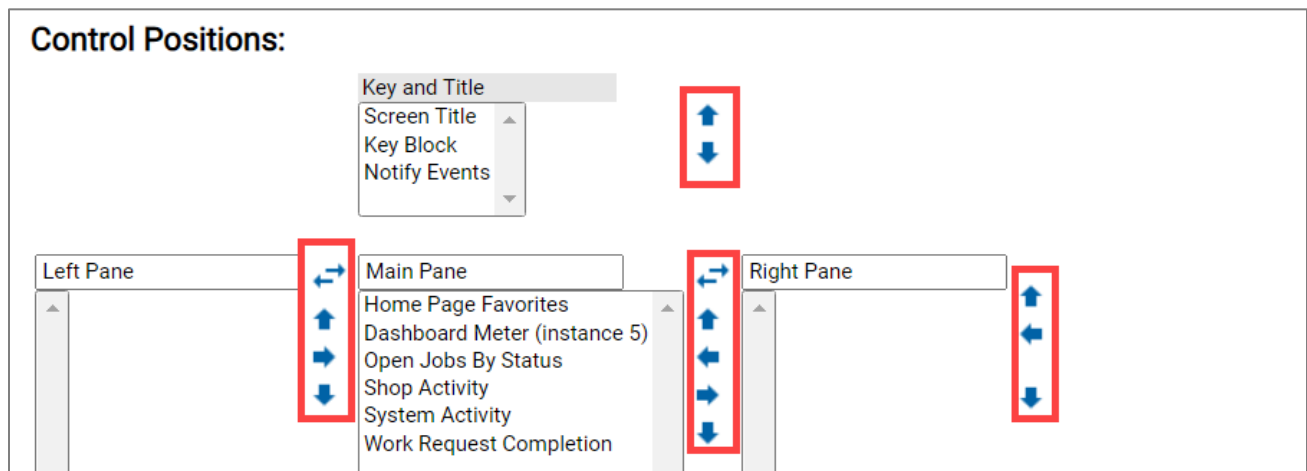 Control Positions:
Key and Title
Screen Title
Key Block
Notify Events
Left Pane
Main Pane
Right Pane
Home Page Favorites
Dashboard Meter (instance 5)
Open Jobs By Status
Shop Activity
System Activity
Work Request Completion